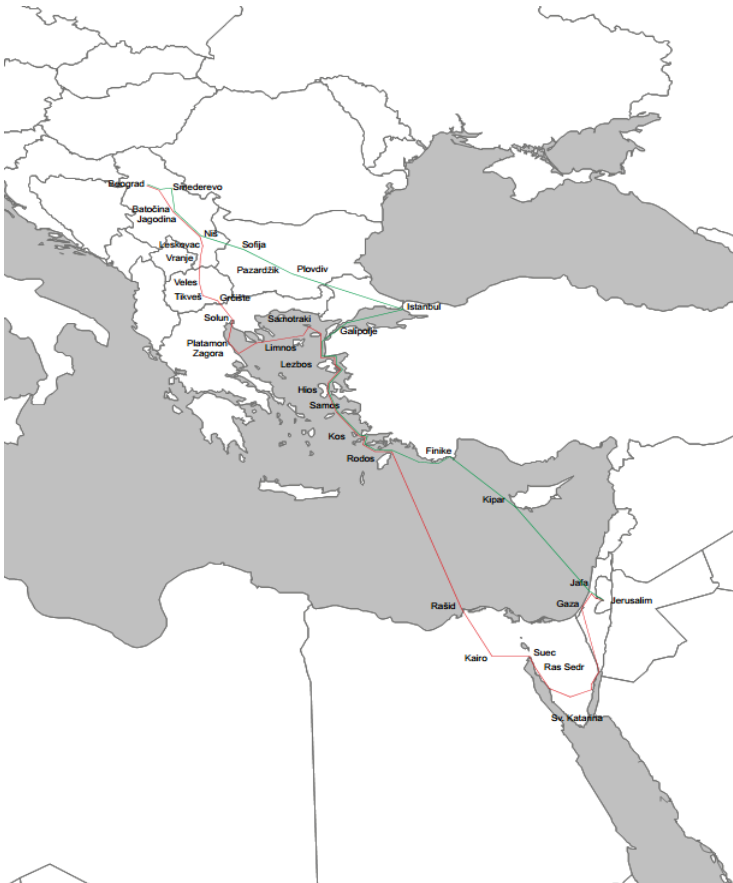 Beograd
Smederevo
Batočina
Jagodina
Niš
Leskovac
Sofija
Vranje
Pazardžik
Plovdiv
Veles
Tikveš
Grčište
Istanbul
Solun
Samotraki
Galipolje
Platamon
Limnos
Zagora
Lezbos
Hios
Samos
Kos
Finike
Rodos
Kipar
Jafa
Jerusalim
Gaza
Rašid
Suec
Kairo
Ras Sedr
Sv. Katarina